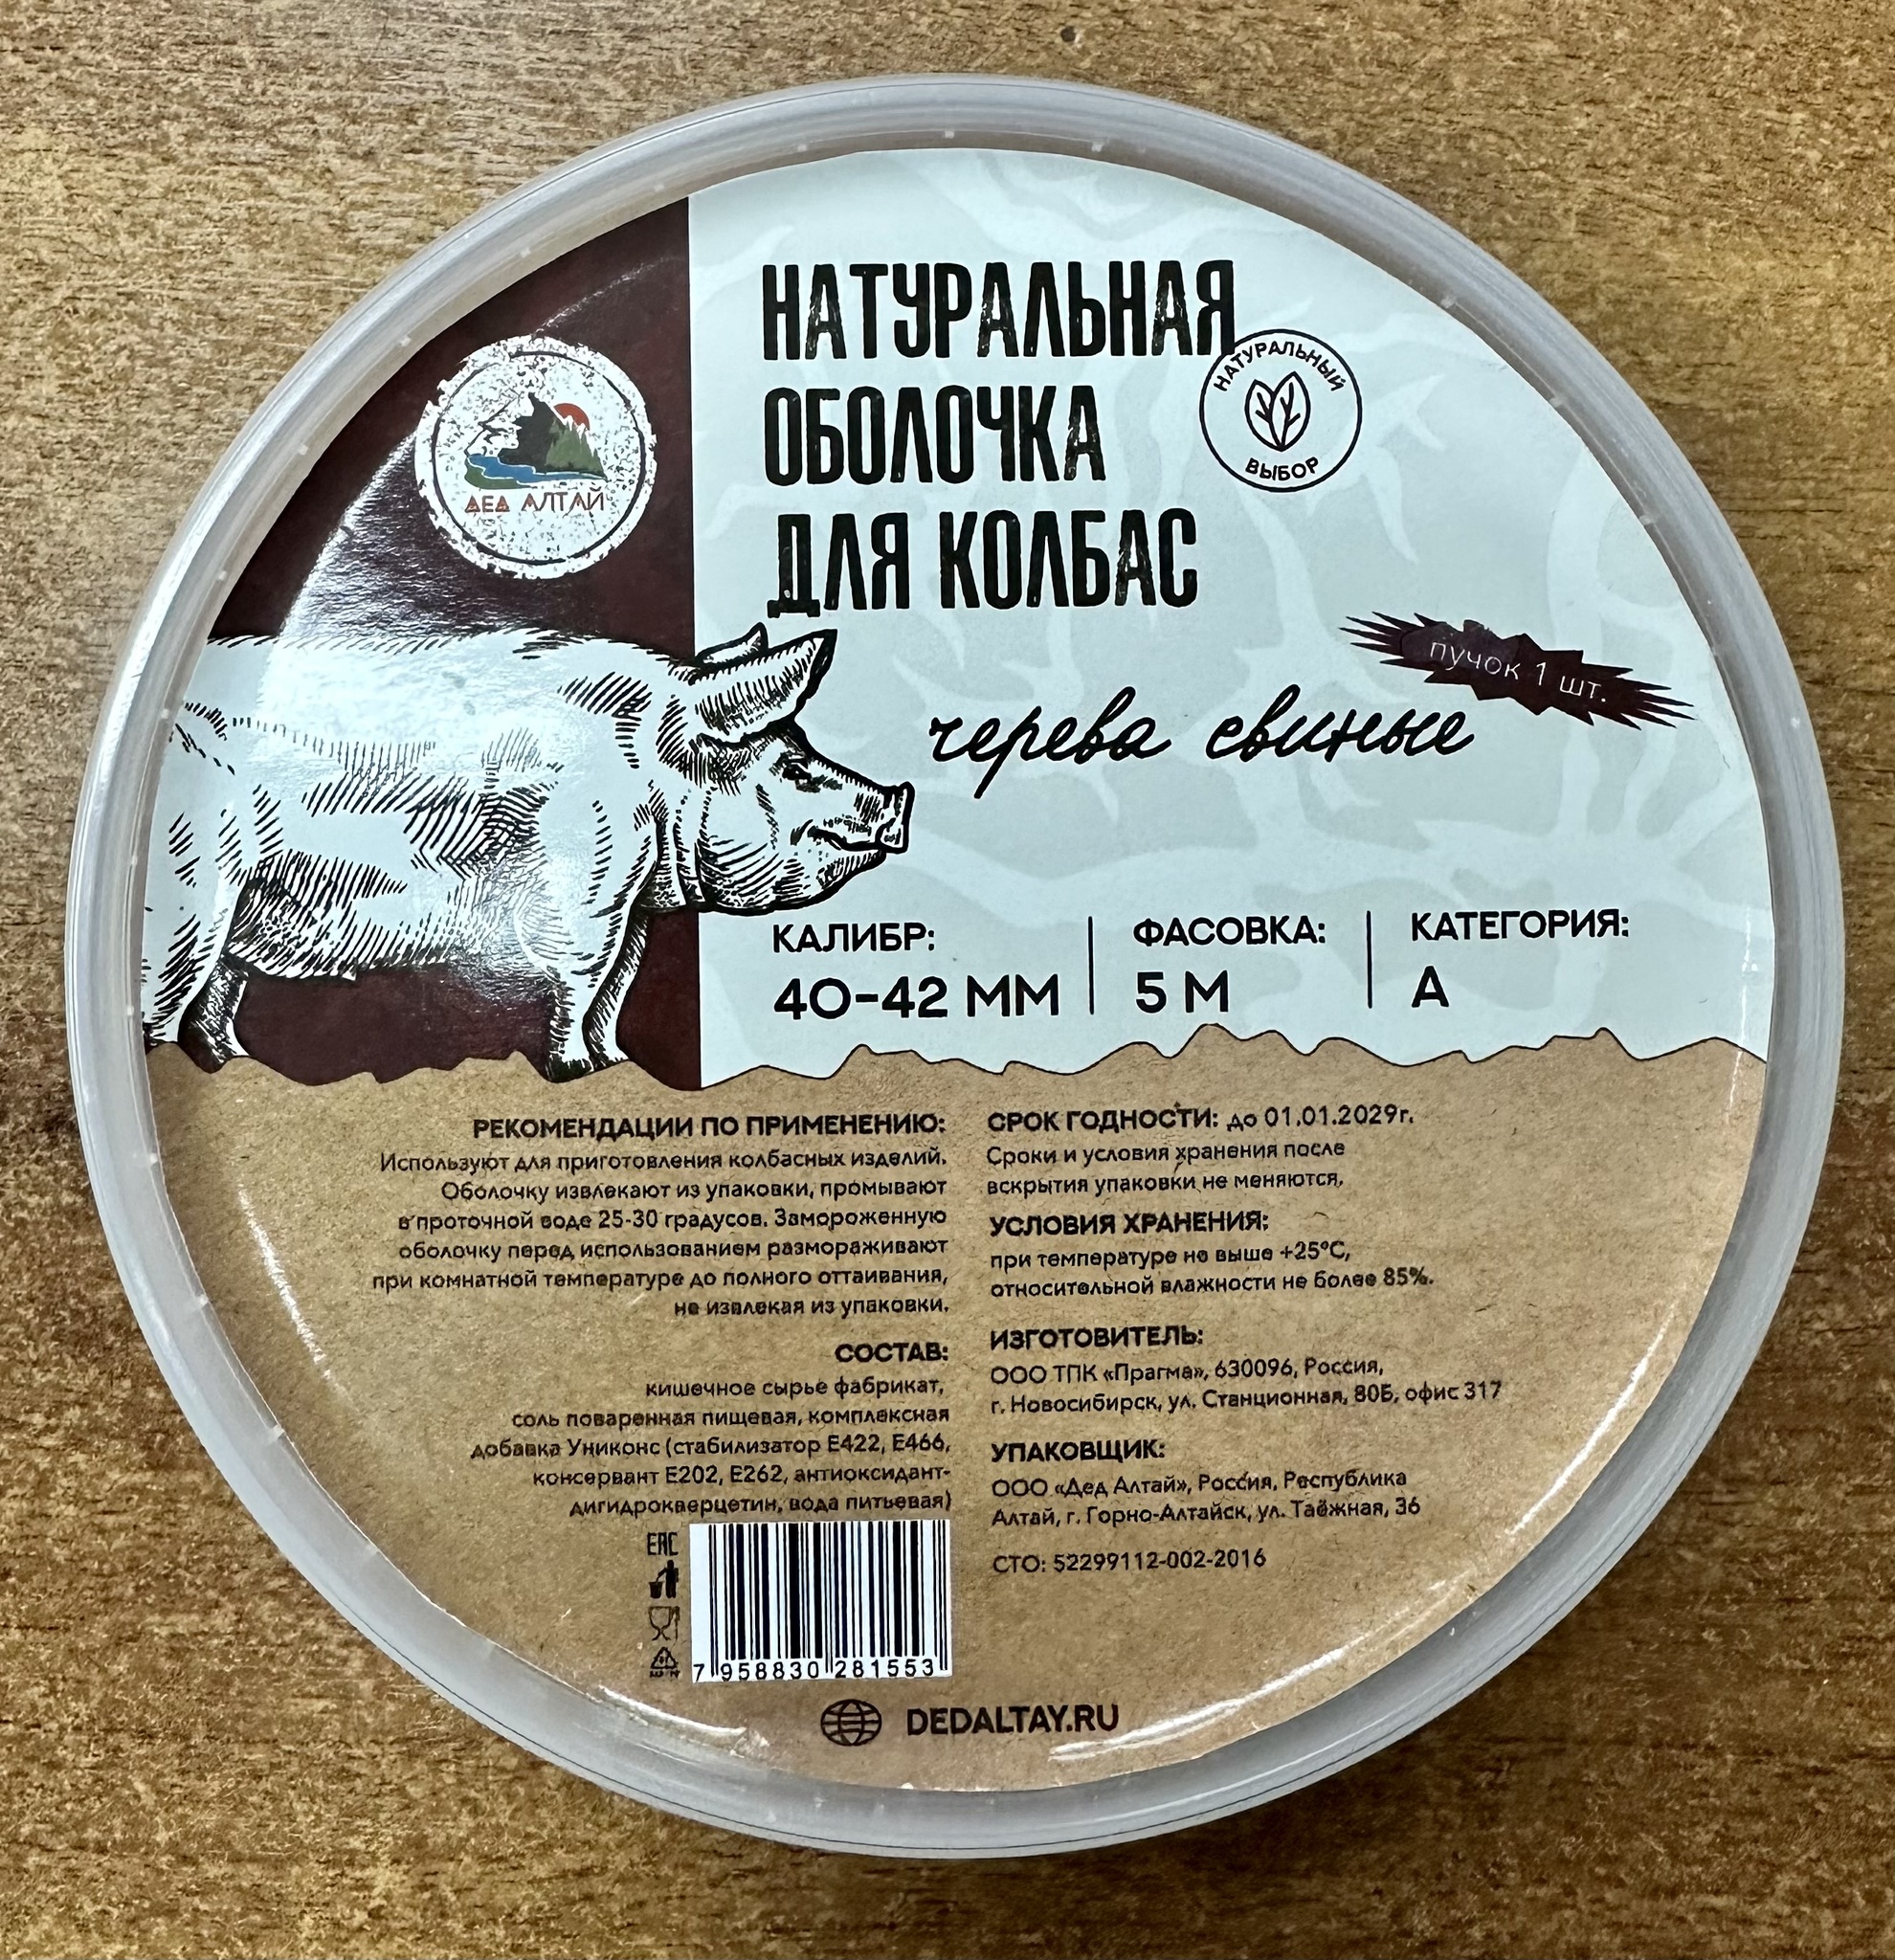 НАТУРАЛЬНАЯ
ОБОЛОЧКА
ДЛЯ КОЛБАС
НАТУРАЛЬНЫЙ
ВЫБОР
ДЕД АЛТАЙ
пучок 1 шт.
черева свиные
КАЛИБР:
40-42 ММ
ФАСОВКА:
5 М
КАТЕГОРИЯ:
А
РЕКОМЕНДАЦИИ ПО ПРИМЕНЕНИЮ:
Используют для приготовления колбасных изделий.
Оболочку извлекают из упаковки, промывают
в проточной воде 25-30 градусов. Замороженную
оболочку перед использованием размораживают
при комнатной температуре до полного оттаивания,
не извлекая из упаковки.
СОСТАВ:
кишечное сырье фабрикат,
соль поваренная пищевая, комплексная
добавка Униконс (стабилизатор Е422, Е466,
консервант Е202, Е262, антиоксидант-
дигидрокверцетин, вода питьевая)
ЕАС
7 958830 281553
СРОК ГОДНОСТИ: до 01.01.2029г.
Сроки и условия хранения после
вскрытия упаковки не меняются.
УСЛОВИЯ ХРАНЕНИЯ:
при температуре не выше +25°С,
относительной влажности не более 85%.
ИЗГОТОВИТЕЛЬ:
ООО ТПК «Прагма», 630096, Россия,
г. Новосибирск, ул. Станционная, 80Б, офис 317
УПАКОВЩИК:
ООО «Дед Алтай», Россия, Республика
Алтай, г. Горно-Алтайск, ул. Таёжная, 36
СТО: 52299112-002-2016
DEDALTAY.RU